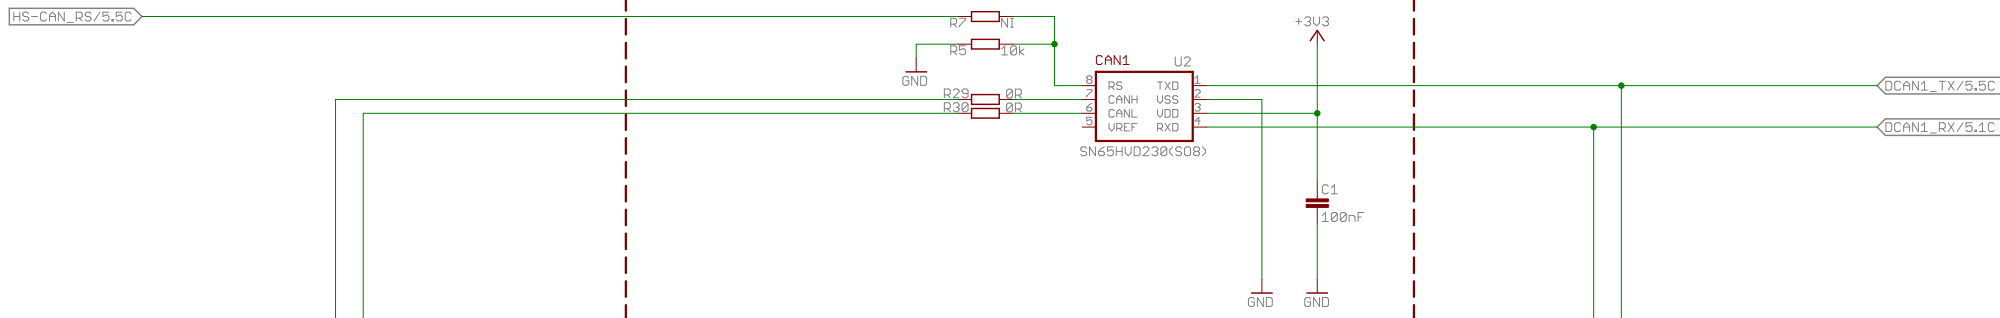 HS-CAN_RS/5.5C
R7 NI
R5 10k
GND
+3V3
CAN1 U2
8 RS TXD 1
7 CANH VSS 2
6 CANL VDD 3
5 VREF RXD 4
SN65HVD230(SO8)
R29 0R
R30 0R
DCAN1_TX/5.5C
DCAN1_RX/5.1C
C1
100nF
GND
GND